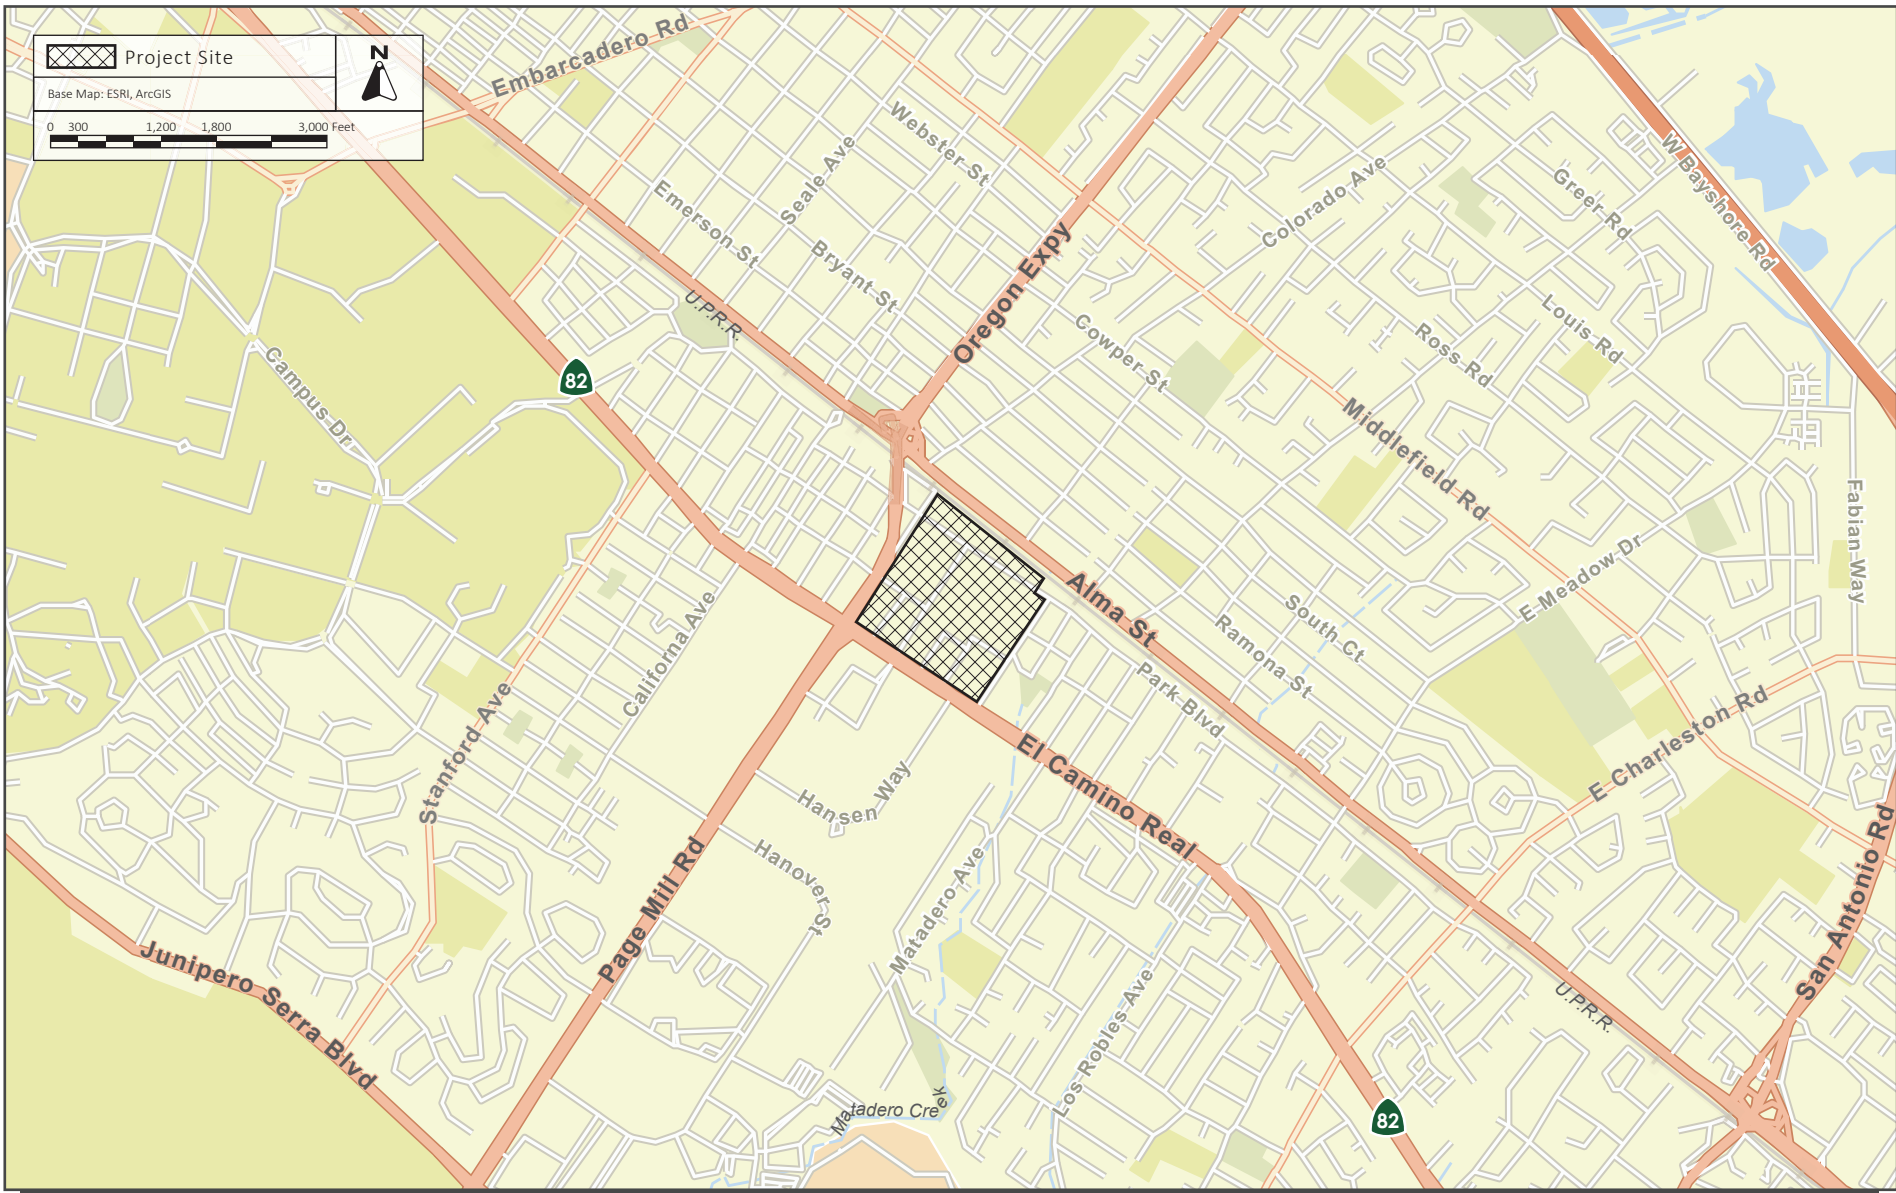 Project Site
N
Base Map: ESRI, ArcGIS
0 300 1,200 1,800 3,000 Feet
Embarcadero Rd
Webster St
Seale Ave
Emerson St
Bryant St
U.P.R.R.
Oregon Expy
Colorado Ave
Greer Rd
W Bayshore Rd
Louis Rd
Ross Rd
Cowper St
Middlefield Rd
Campus Dr
82
Fabian Way
E Meadow Dr
Alma St
South Ct
Ramona St
Park Blvd
E Charleston Rd
Californa Ave
Stanford Ave
El Camino Real
Hansen Way
Hanover St
Page Mill Rd
Matadero Ave
San Antonio Rd
Junipero Serra Blvd
Los Robles Ave
U.P.R.R.
Matadero Creek
82